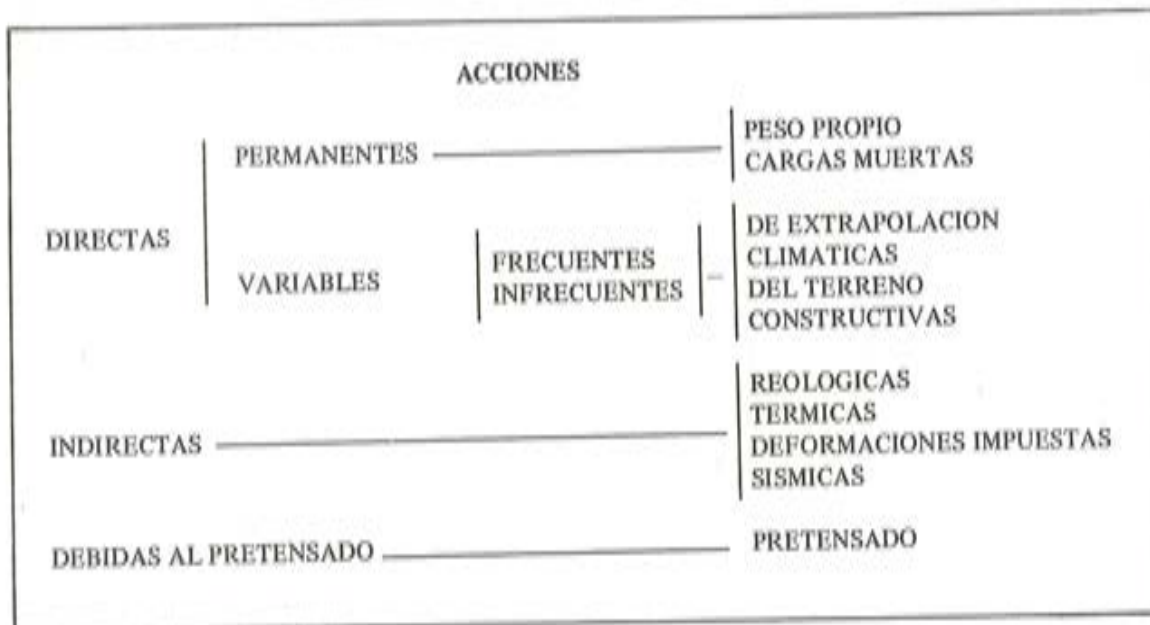 ACCIONES
PERMANENTES
PESO PROPIO
CARGAS MUERTAS
DIRECTAS
VARIABLES
FRECUENTES
INFRECUENTES
DE EXTRAPOLACION
CLIMATICAS
DEL TERRENO
CONSTRUCTIVAS
INDIRECTAS
REOLOGICAS
TERMICAS
DEFORMACIONES IMPUESTAS
SISMICAS
DEBIDAS AL PRETENSADO
PRETENSADO